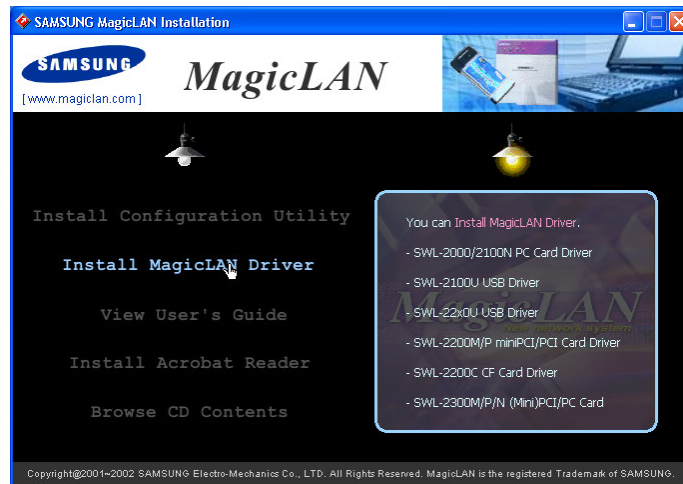 SAMSUNG MagicLAN Installation
SAMSUNG
MagicLAN
[www.magiclan.com]
Install Configuration Utility
Install MagicLAN Driver
View User's Guide
Install Acrobat Reader
Browse CD Contents
You can Install MagicLAN Driver.
- SWL-2000/2100N PC Card Driver
- SWL-2100U USB Driver
- SWL-22x0U USB Driver
- SWL-2200M/P miniPCI/PCI Card Driver
- SWL-2200C CF Card Driver
- SWL-2300M/P/N (Mini)PCI/PC Card
MagicLAN
New network system
Copyright@2001~2002 SAMSUNG Electro-Mechanics Co., LTD. All Rights Reserved. MagicLAN is the registered Trademark of SAMSUNG.